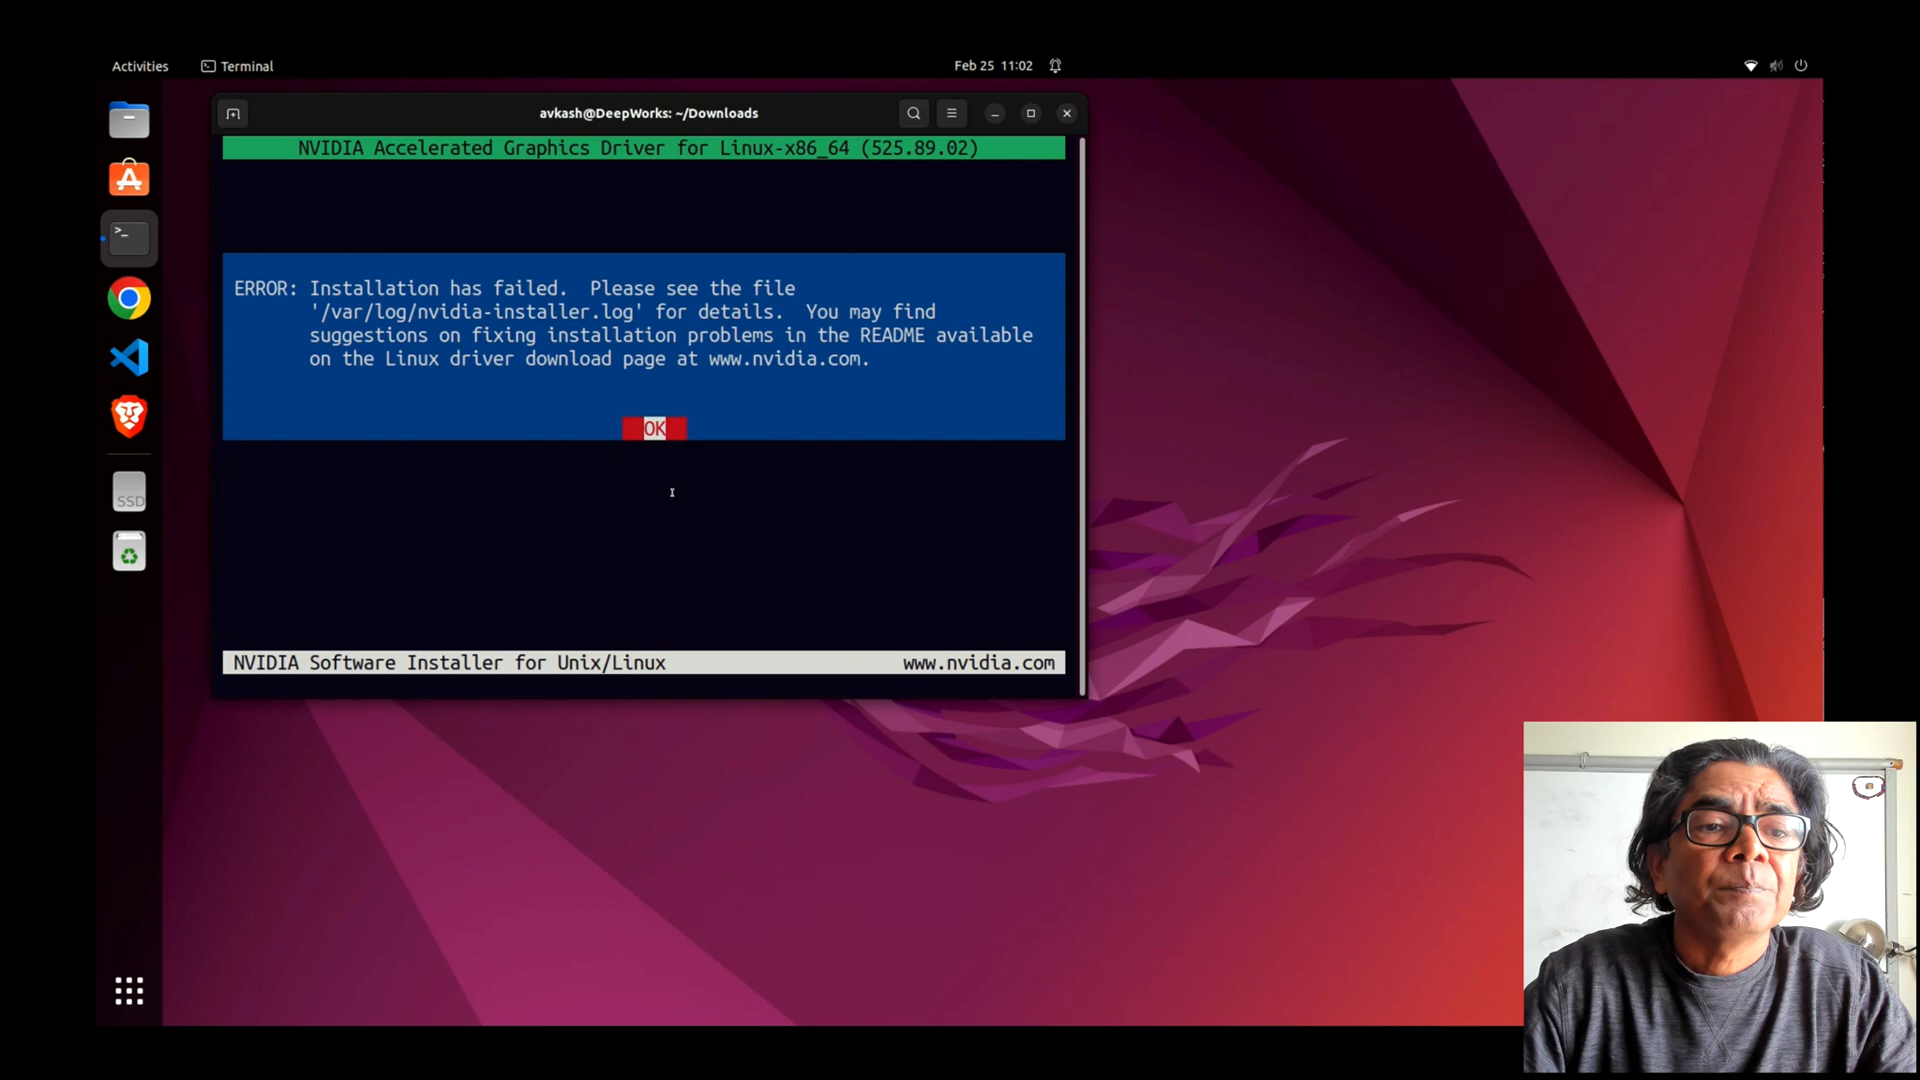 Activities
Terminal
Feb 25 11:02
avkash@DeepWorks: ~/Downloads
NVIDIA Accelerated Graphics Driver for Linux-x86_64 (525.89.02)
ERROR: Installation has failed. Please see the file
'/var/log/nvidia-installer.log' for details. You may find
suggestions on fixing installation problems in the README available
on the Linux driver download page at www.nvidia.com.
OK
NVIDIA Software Installer for Unix/Linux www.nvidia.com
>_
SSD